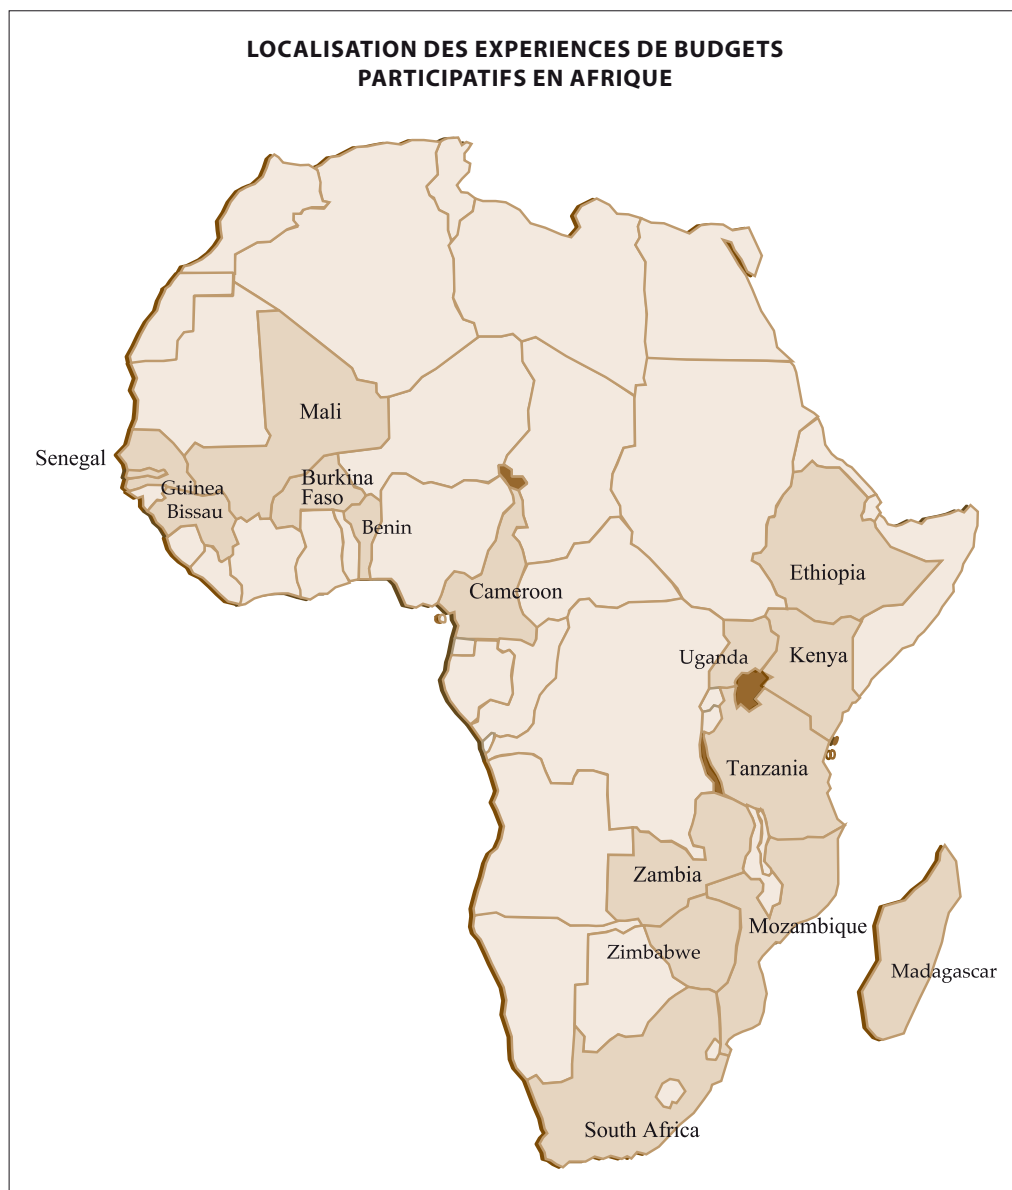 LOCALISATION DES EXPERIENCES DE BUDGETS
PARTICIPATIFS EN AFRIQUE
Mali
Senegal
Guinea
Bissau
Burkina
Faso
Benin
Cameroon
Ethiopia
Uganda
Kenya
Tanzania
Zambia
Mozambique
Zimbabwe
Madagascar
South Africa